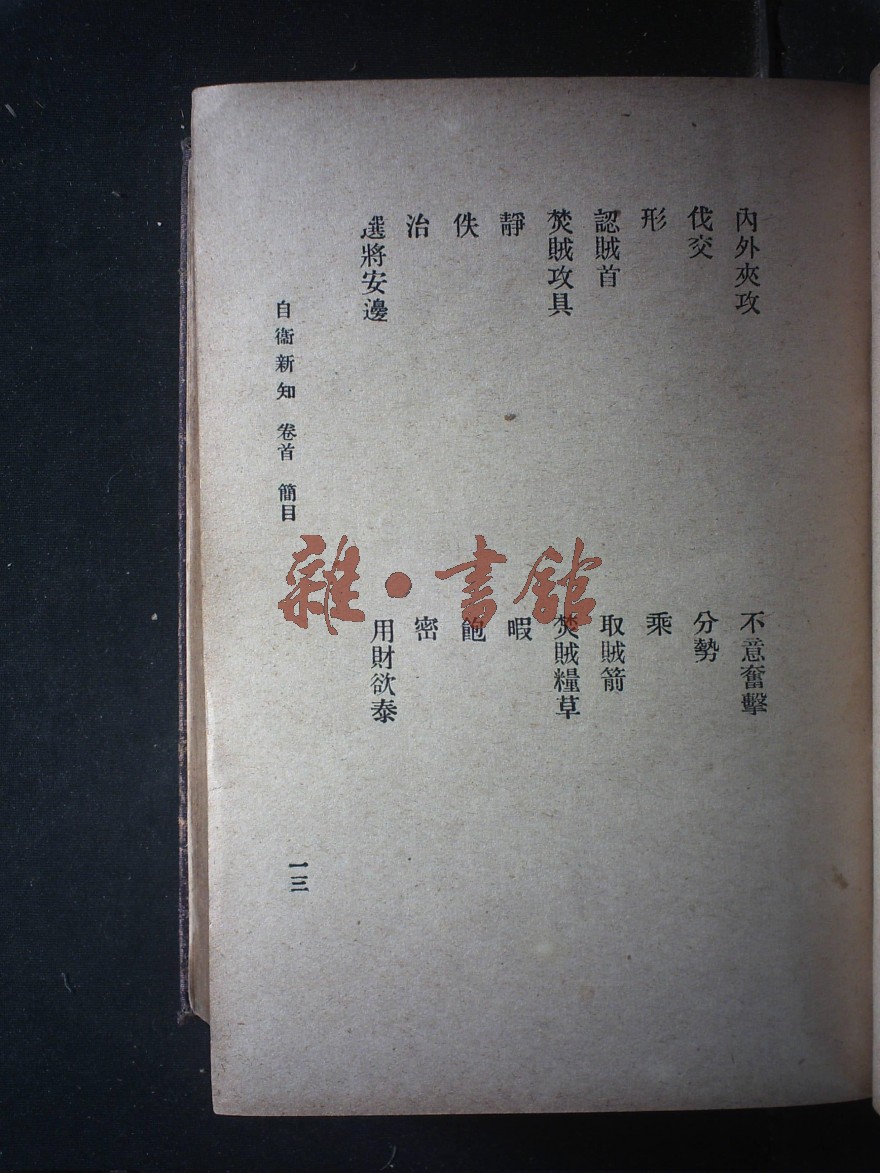 內外夾攻
不意奮擊
伐交
分勢
形
乘
認賊首
取賊箭
焚賊攻具
焚賊糧草
靜
暇
佚
飽
治
密
選將安邊
用財欲泰
自衞新知 卷首 簡目
一三
雜·書館